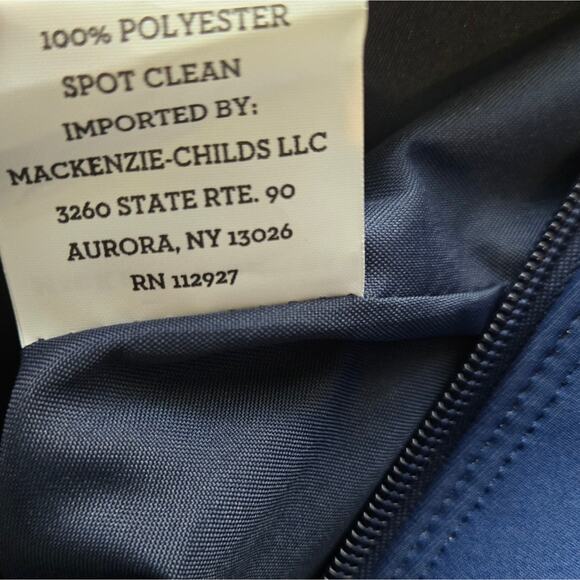 100% POLYESTER
SPOT CLEAN
IMPORTED BY:
MACKENZIE-CHILDS LLC
3260 STATE RTE. 90
AURORA, NY 13026
RN 112927